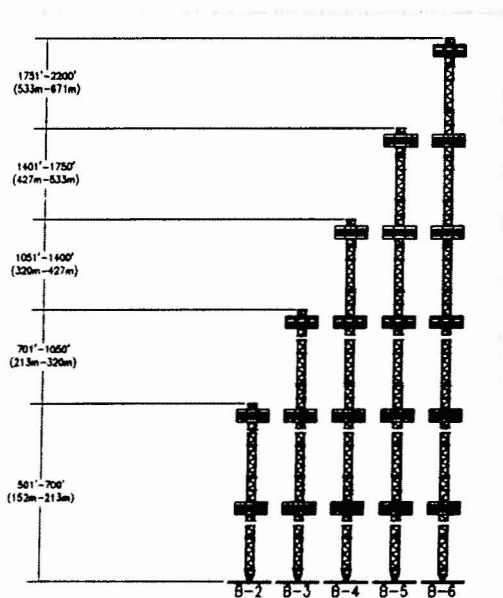 1751'-2200'
(533m-671m)
1401'-1750'
(427m-533m)
1051'-1400'
(320m-427m)
701'-1050'
(213m-320m)
501'-700'
(152m-213m)
B-2 B-3 B-4 B-5 B-6